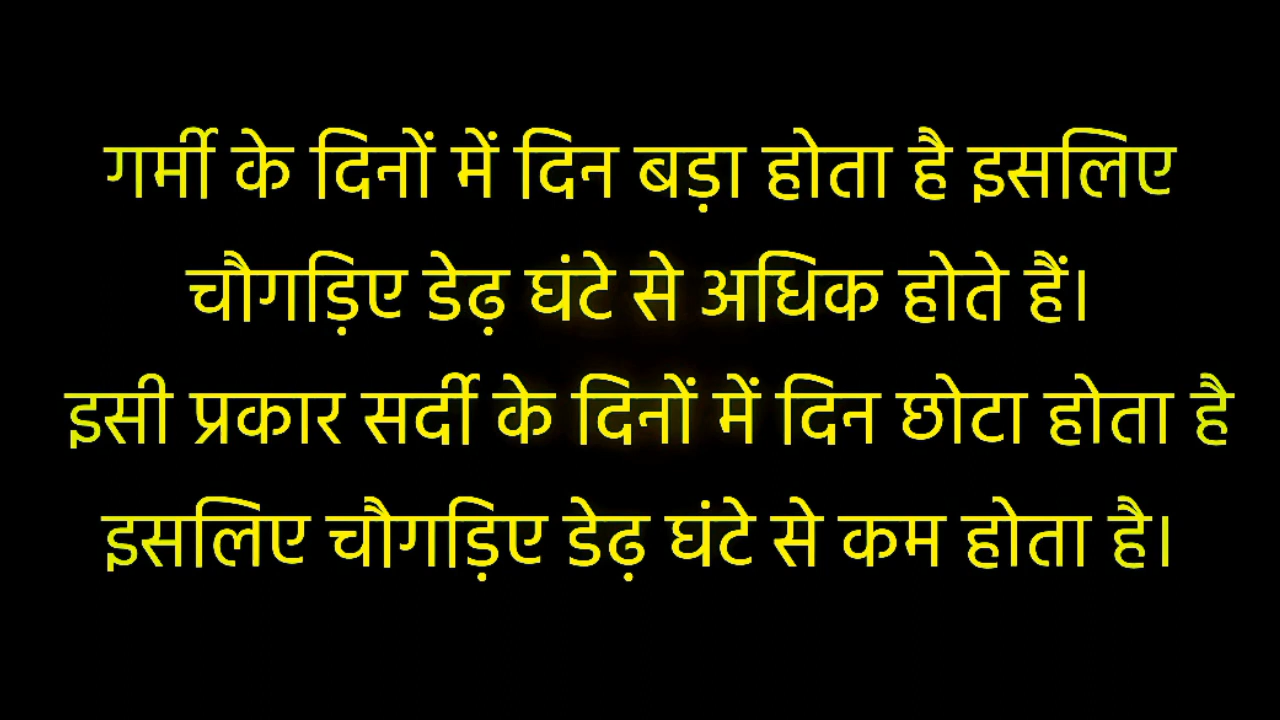 गर्मी के दिनों में दिन बड़ा होता है इसलिए
चौगड़िए डेढ़ घंटे से अधिक होते हैं।
इसी प्रकार सर्दी के दिनों में दिन छोटा होता है
इसलिए चौगड़िए डेढ़ घंटे से कम होता है।